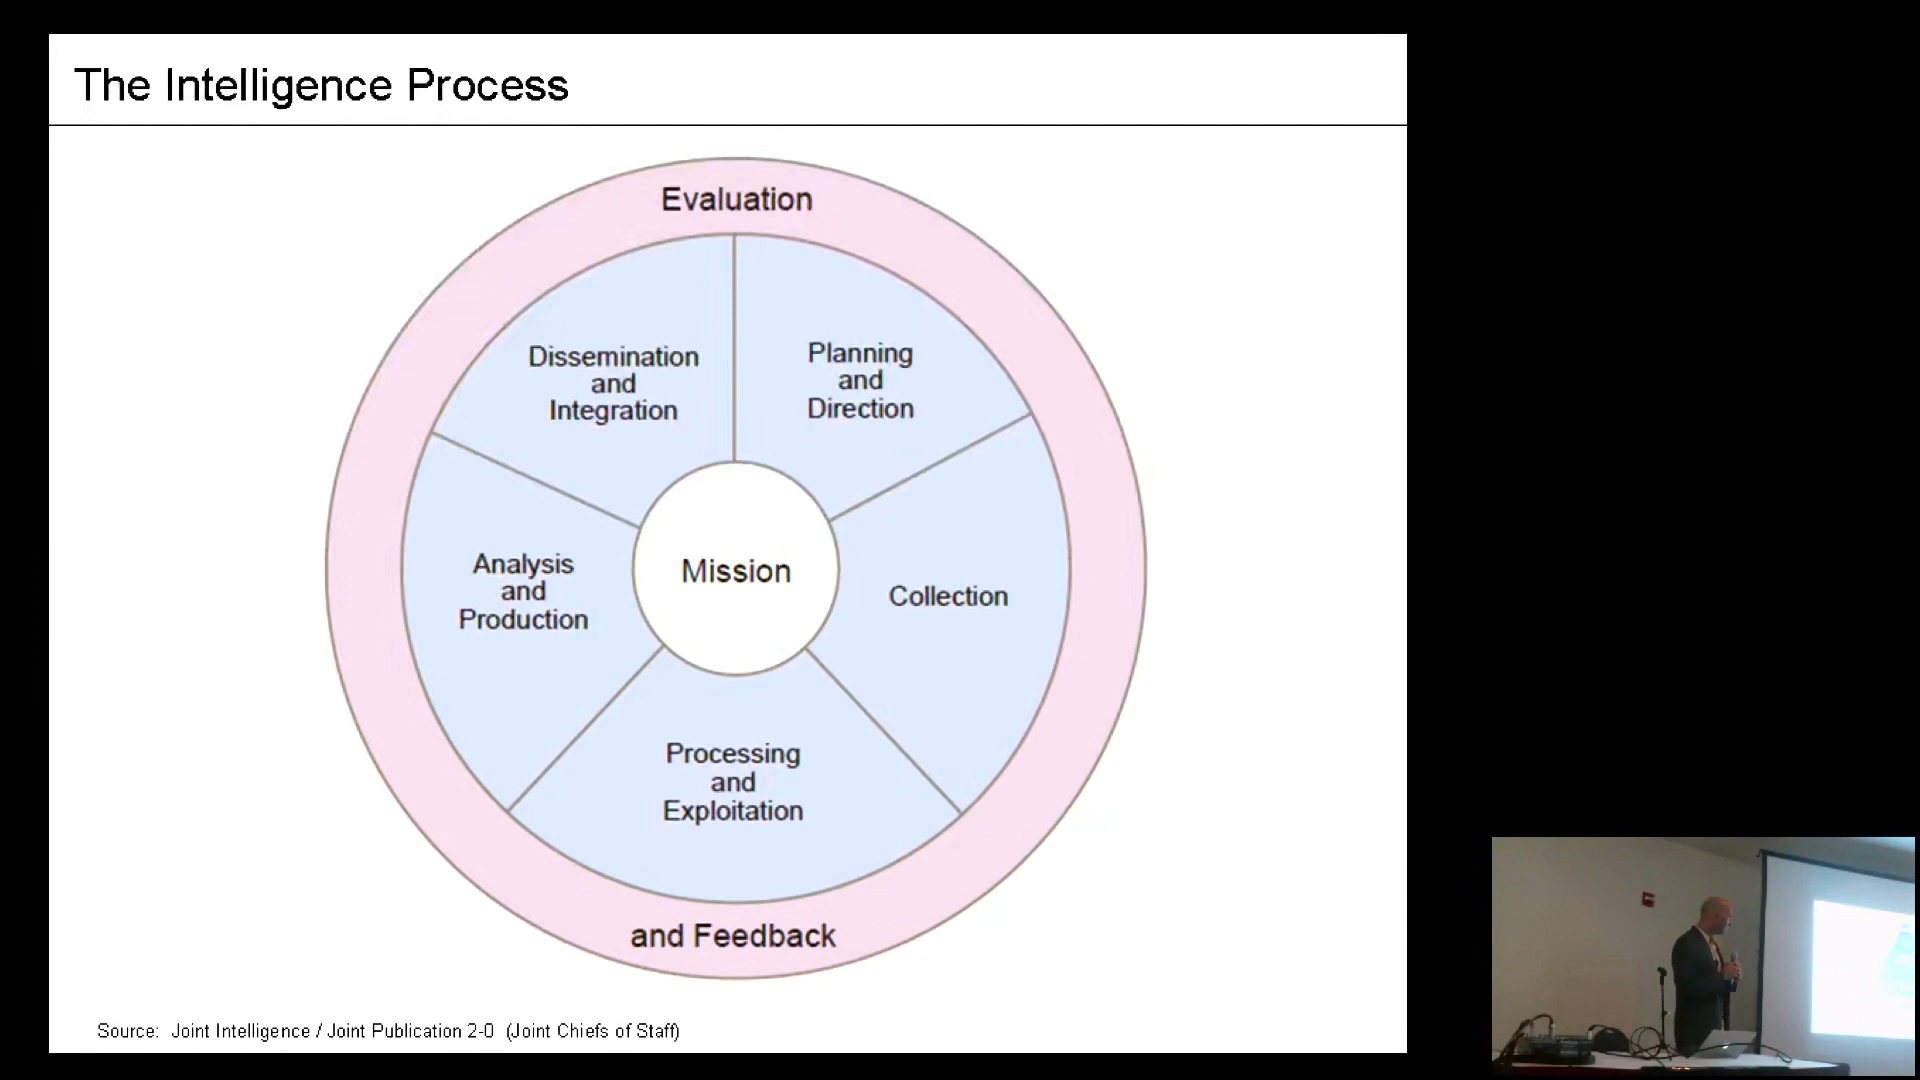 The Intelligence Process
Evaluation
Dissemination
and
Integration
Planning
and
Direction
Analysis
and
Production
Mission
Collection
Processing
and
Exploitation
and Feedback
Source: Joint Intelligence / Joint Publication 2-0 (Joint Chiefs of Staff)